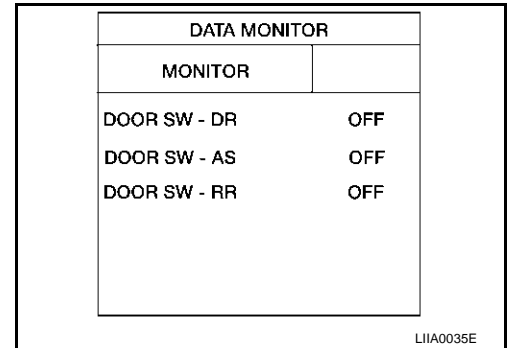 DATA MONITOR
MONITOR
DOOR SW - DR OFF
DOOR SW - AS OFF
DOOR SW - RR OFF
LIIA0035E